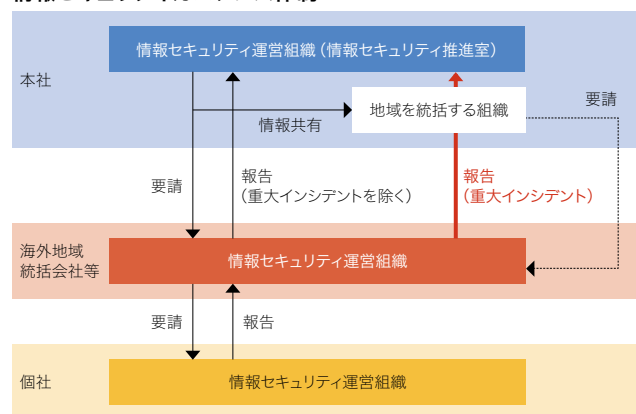 情報セキュリティ運営組織(情報セキュリティ推進室)
本社
地域を統括する組織
要請
情報共有
要請
報告
(重大インシデントを除く)
報告
(重大インシデント)
海外地域
統括会社等
情報セキュリティ運営組織
要請
報告
個社
情報セキュリティ運営組織